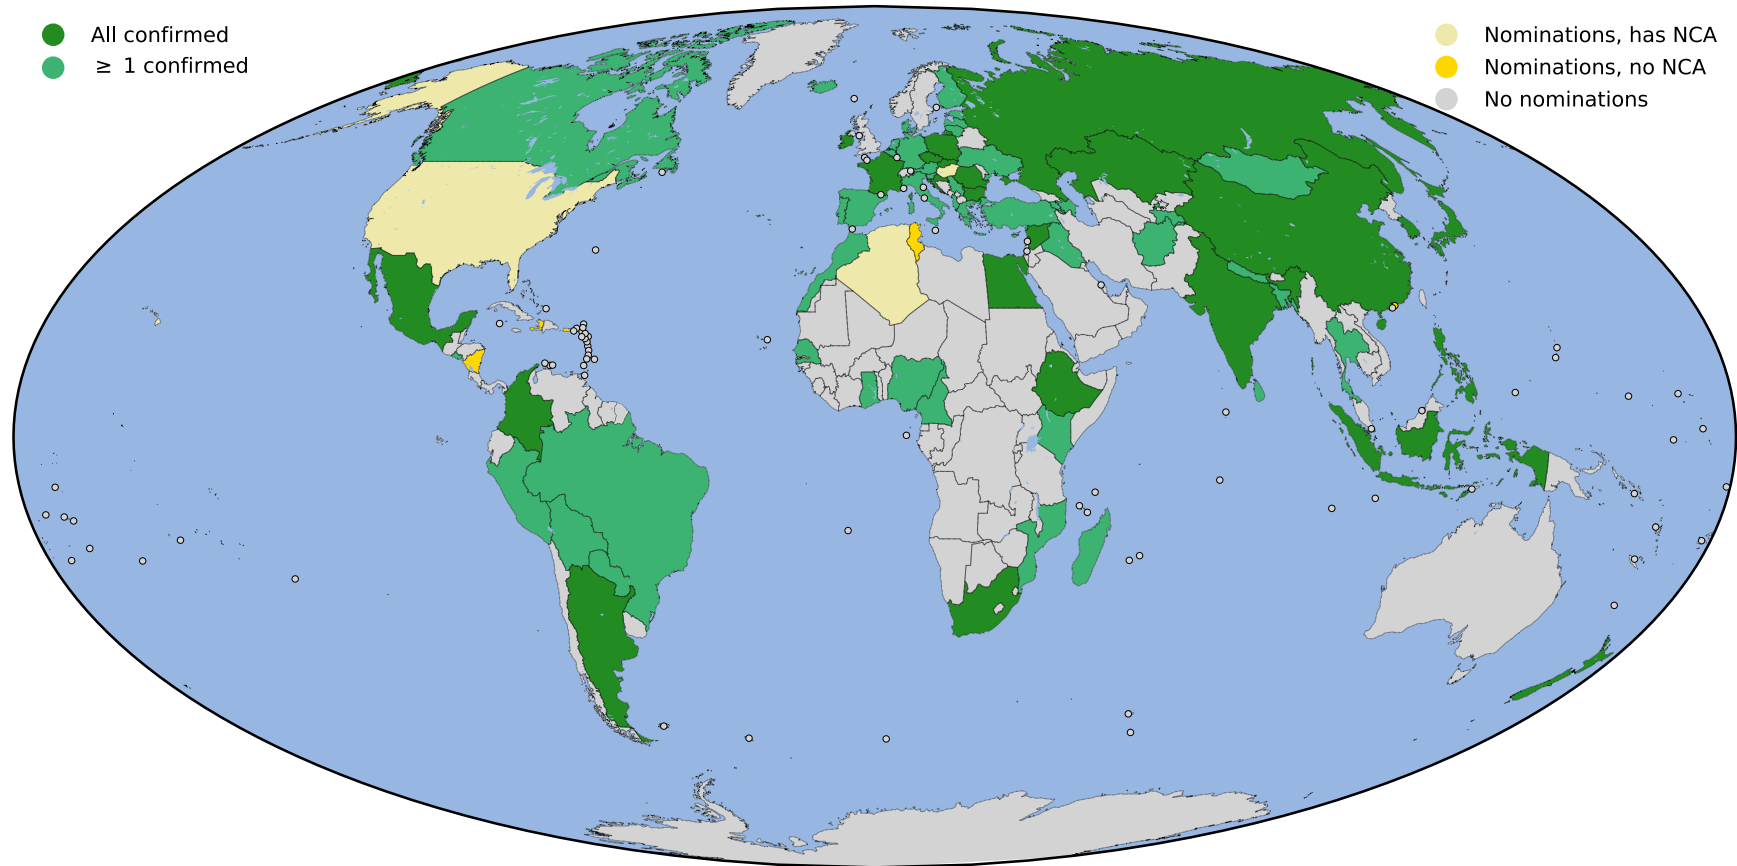 All confirmed
≥ 1 confirmed
Nominations, has NCA
Nominations, no NCA
No nominations